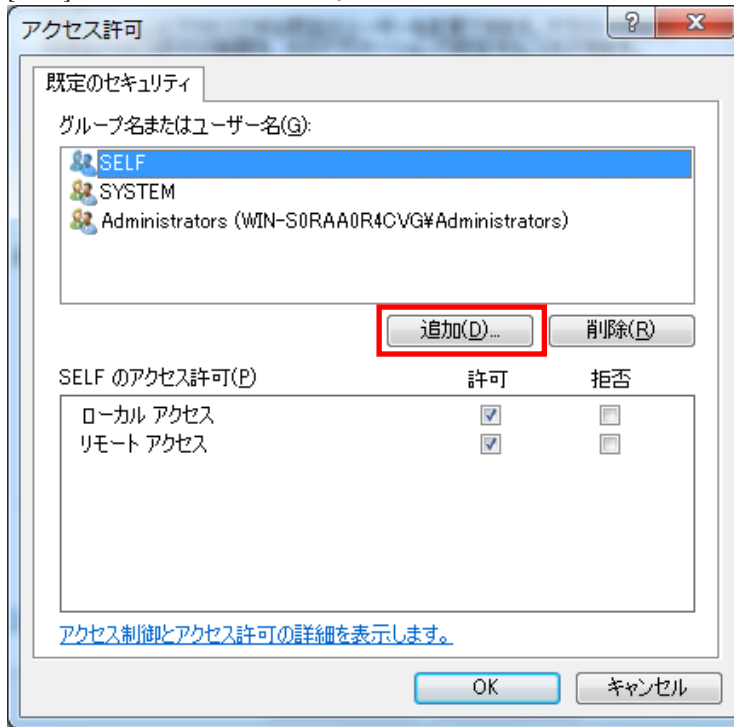 アクセス許可
既定のセキュリティ
グループ名またはユーザー名(G):
SELF
SYSTEM
Administrators (WIN-S0RAA0R4CVG¥Administrators)
追加(D)... 削除(R)
SELF のアクセス許可(P) 許可 拒否
ローカル アクセス
リモート アクセス
アクセス制御とアクセス許可の詳細を表示します。
OK キャンセル